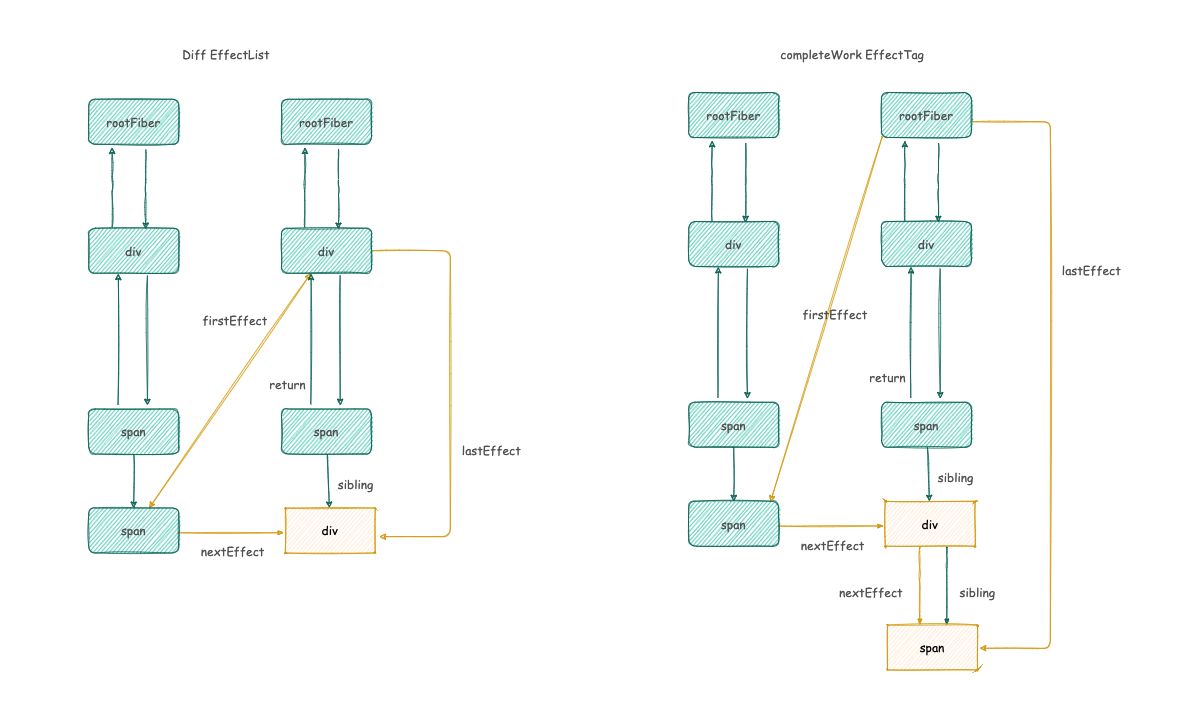 Diff EffectList
rootFiber
rootFiber
div
div
firstEffect
return
span
span
lastEffect
sibling
span
div
nextEffect
completeWork EffectTag
rootFiber
rootFiber
div
div
lastEffect
firstEffect
return
span
span
sibling
span
div
nextEffect
nextEffect
sibling
span